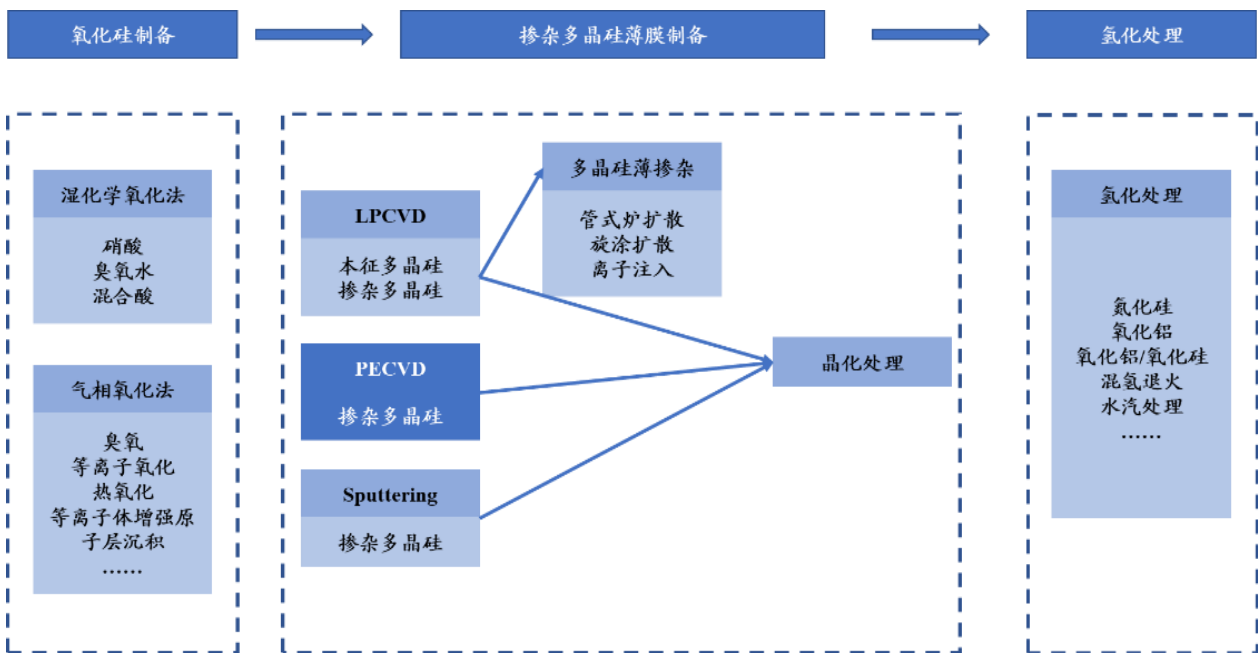 氧化硅制备
掺杂多晶硅薄膜制备
氢化处理
湿化学氧化法
硝酸
臭氧水
混合酸
气相氧化法
臭氧
等离子氧化
热氧化
等离子体增强原
子层沉积
……
LPCVD
本征多晶硅
掺杂多晶硅
PECVD
掺杂多晶硅
Sputtering
掺杂多晶硅
多晶硅薄掺杂
管式炉扩散
旋涂扩散
离子注入
晶化处理
氢化处理
氮化硅
氧化铝
氧化铝/氧化硅
混氢退火
水汽处理
……